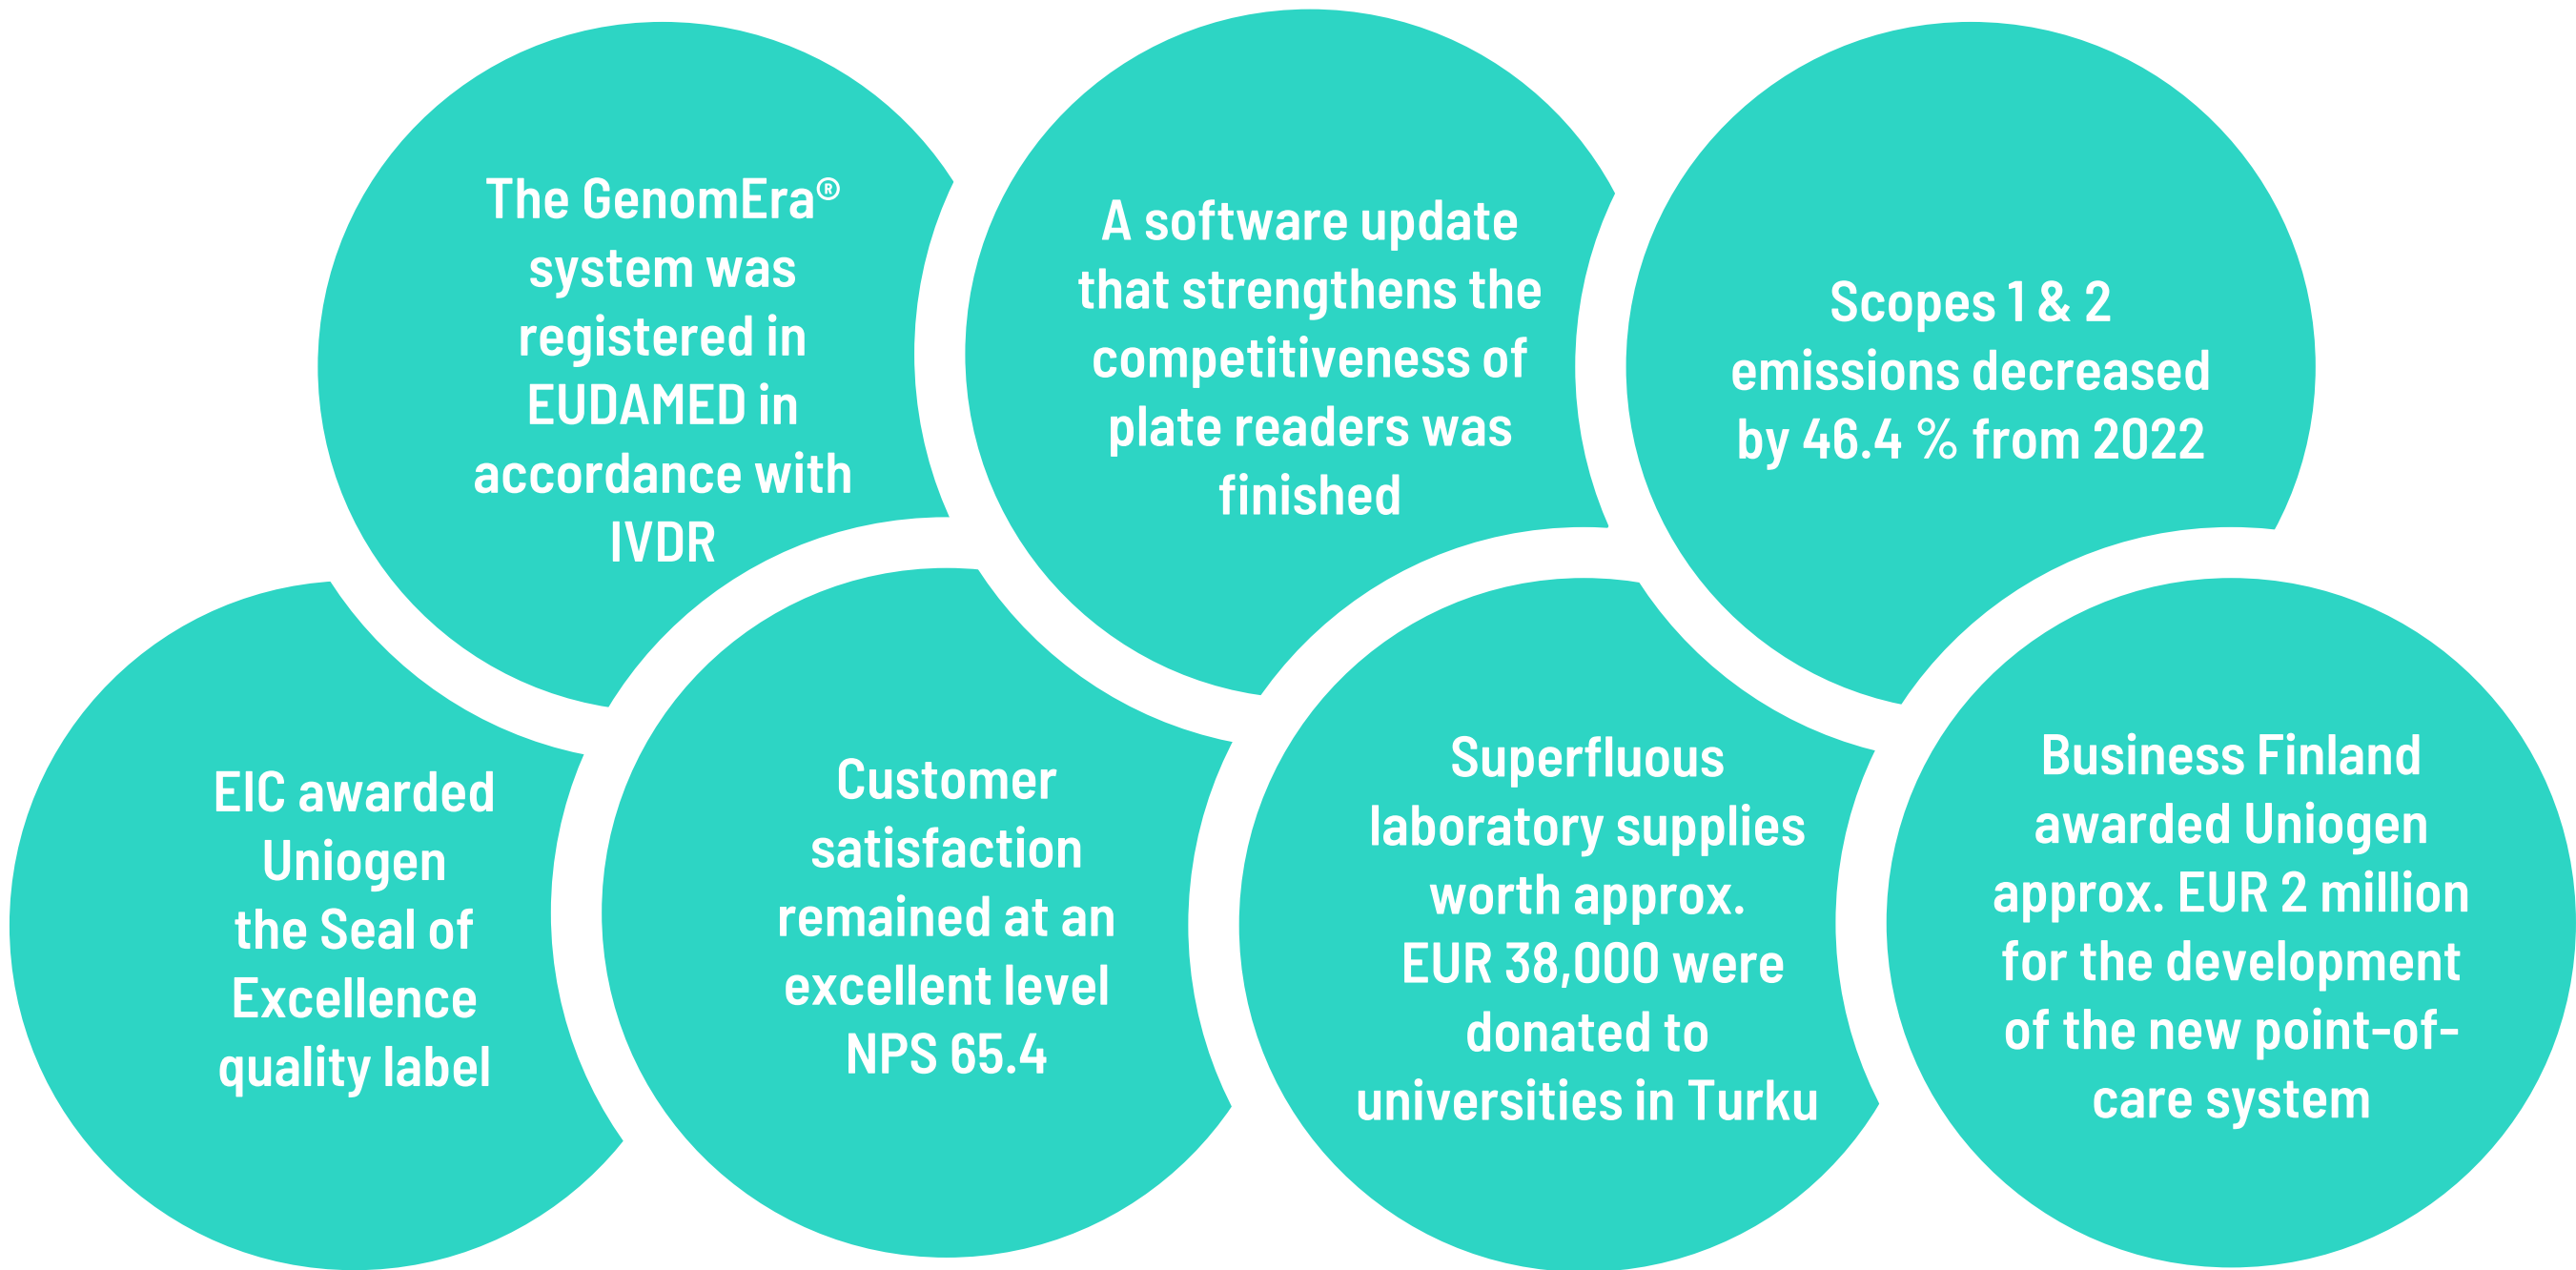 The GenomEra®
system was
registered in
EUDAMED in
accordance with
IVDR
A software update
that strengthens the
competitiveness of
plate readers was
finished
Scopes 1 & 2
emissions decreased
by 46.4 % from 2022
EIC awarded
Uniogen
the Seal of
Excellence
quality label
Customer
satisfaction
remained at an
excellent level
NPS 65.4
Superfluous
laboratory supplies
worth approx.
EUR 38,000 were
donated to
universities in Turku
Business Finland
awarded Uniogen
approx. EUR 2 million
for the development
of the new point-of-
care system